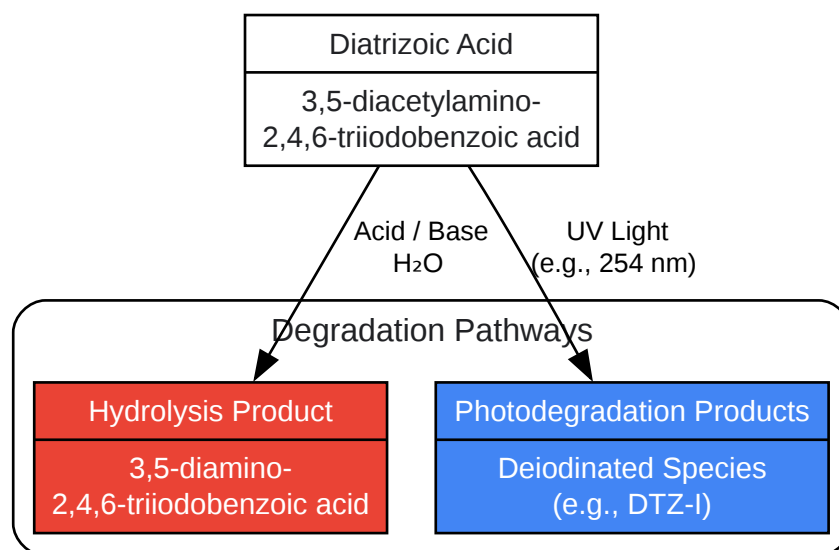 Diatrizoic Acid
3,5-diacetylamino-
2,4,6-triiodobenzoic acid
Acid / Base
H₂O
UV Light
(e.g., 254 nm)
Degradation Pathways
Hydrolysis Product
3,5-diamino-
2,4,6-triiodobenzoic acid
Photodegradation Products
Deiodinated Species
(e.g., DTZ-I)